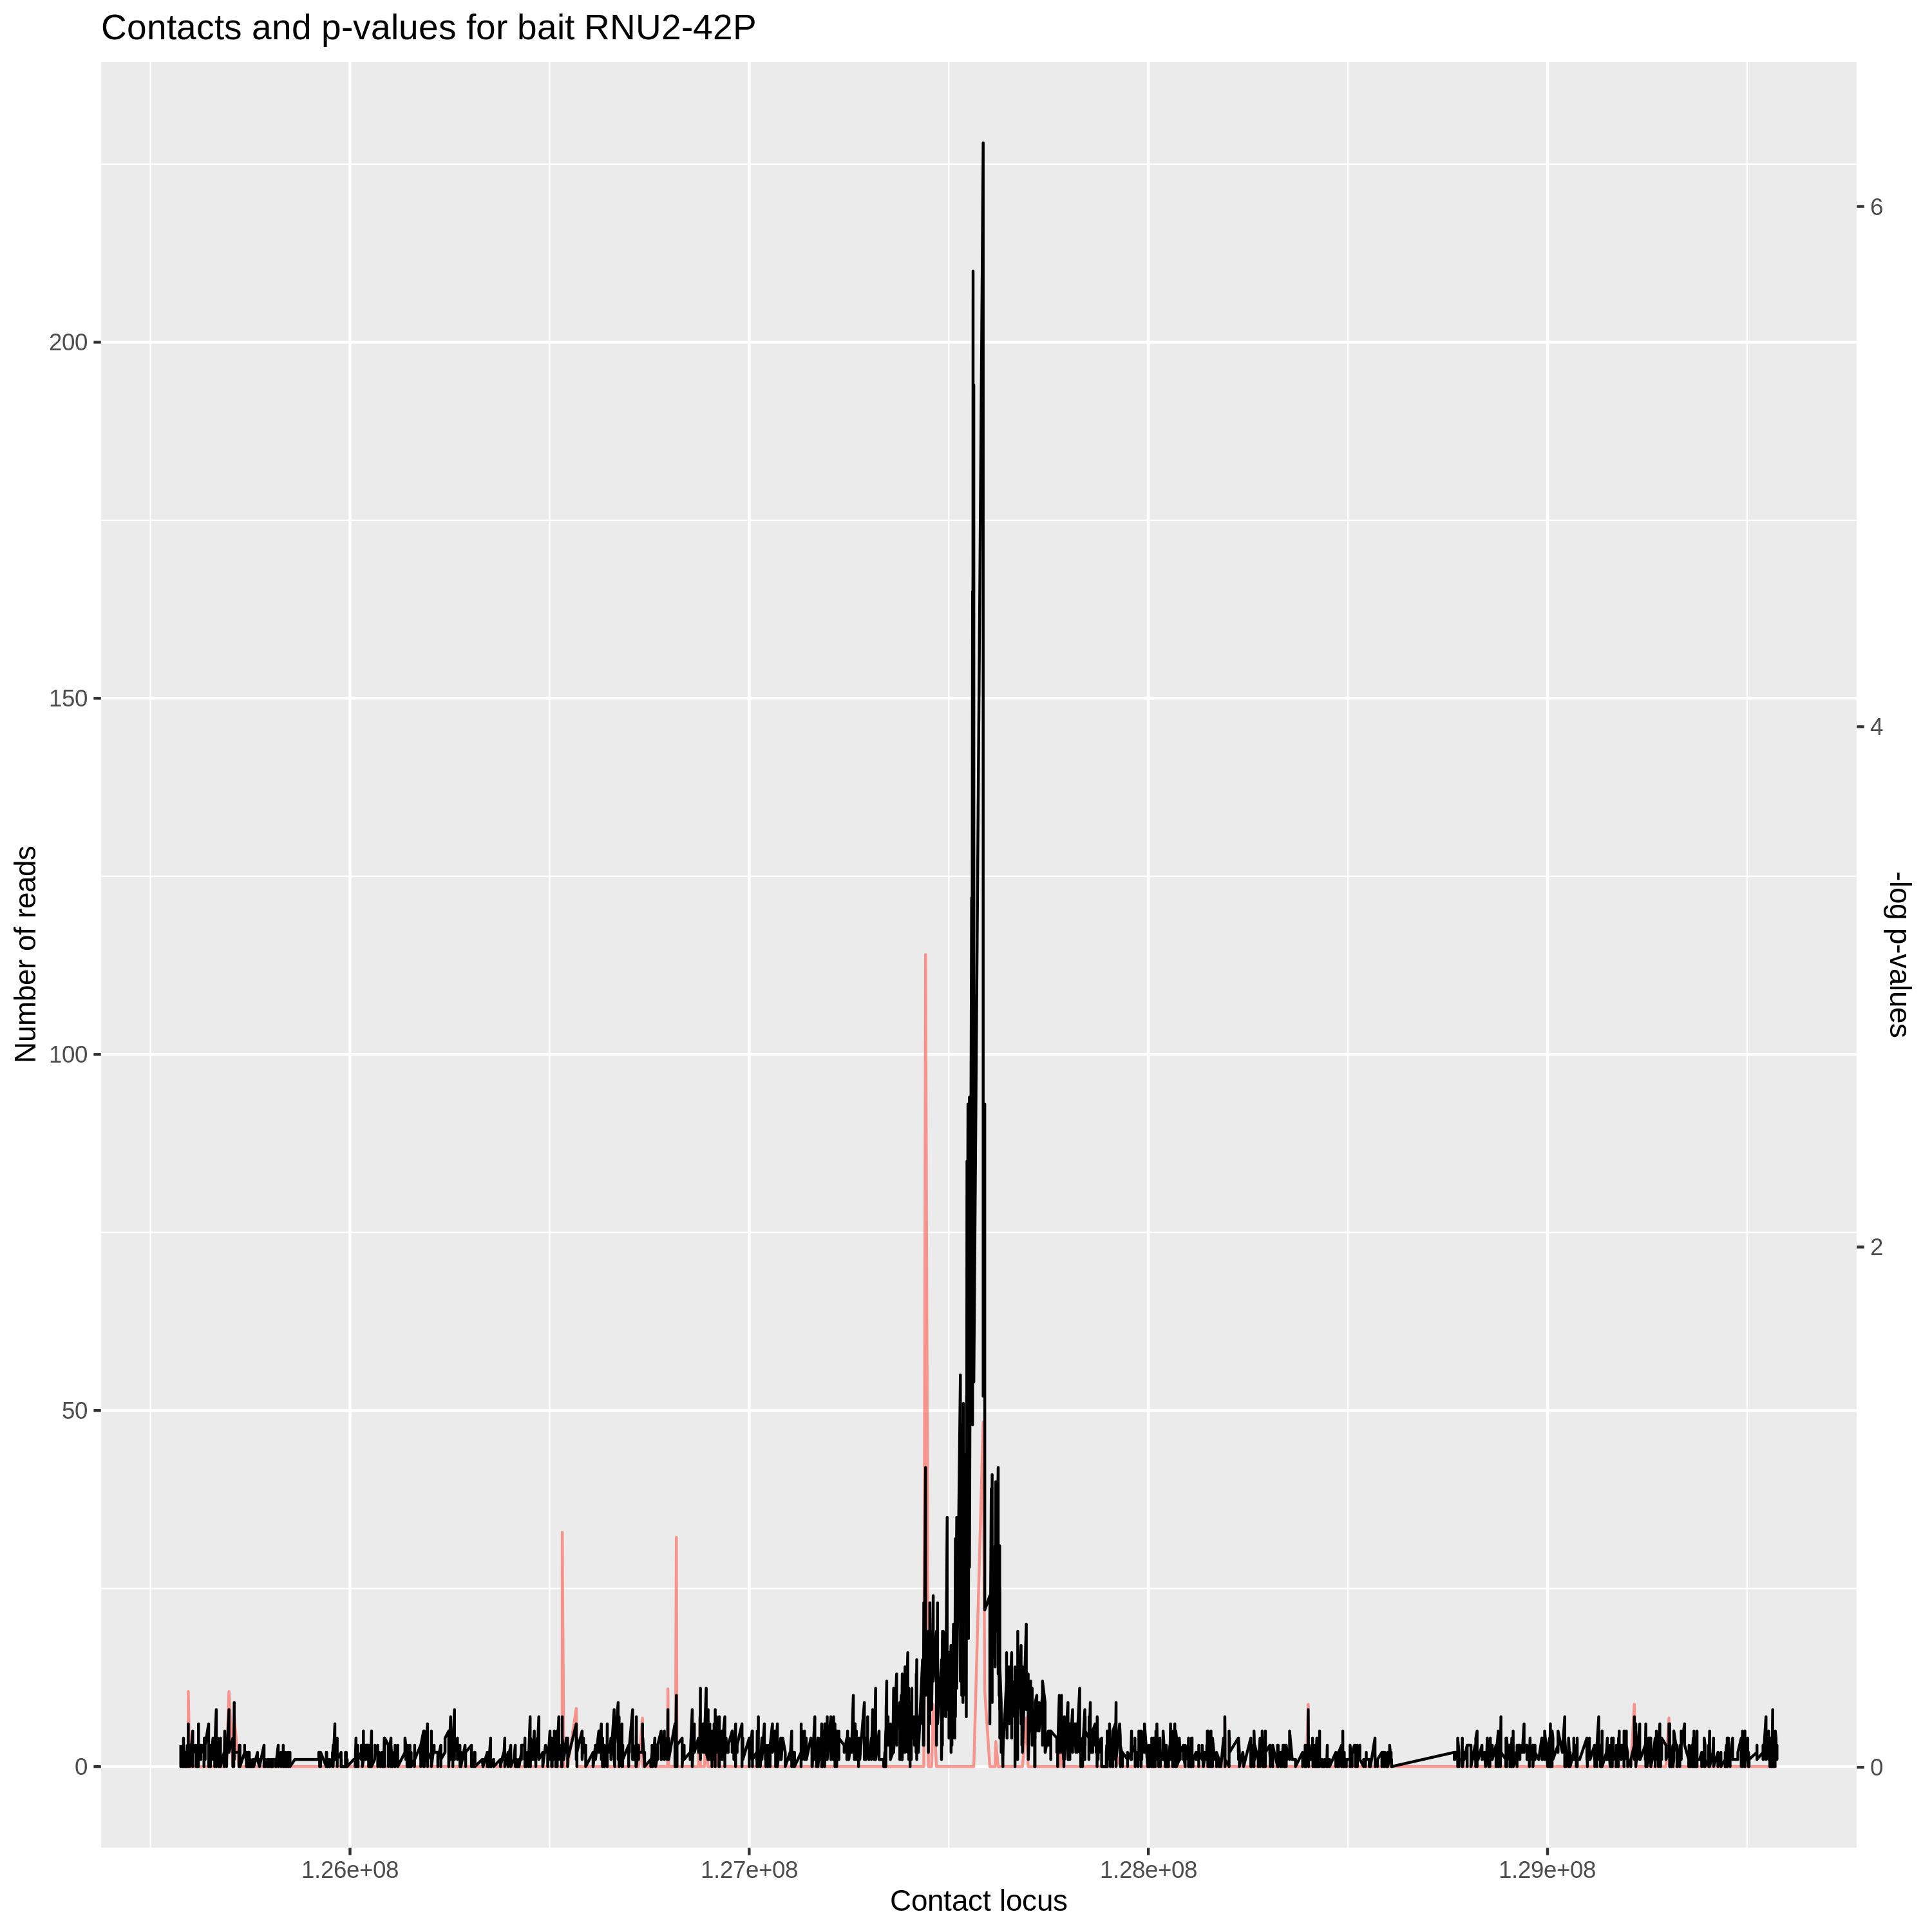 Contacts and p-values for bait RNU2-42P
Number of reads
200
150
100
50
0
6
4
2
0
-log p-values
1.26e+08
1.27e+08
1.28e+08
1.29e+08
Contact locus